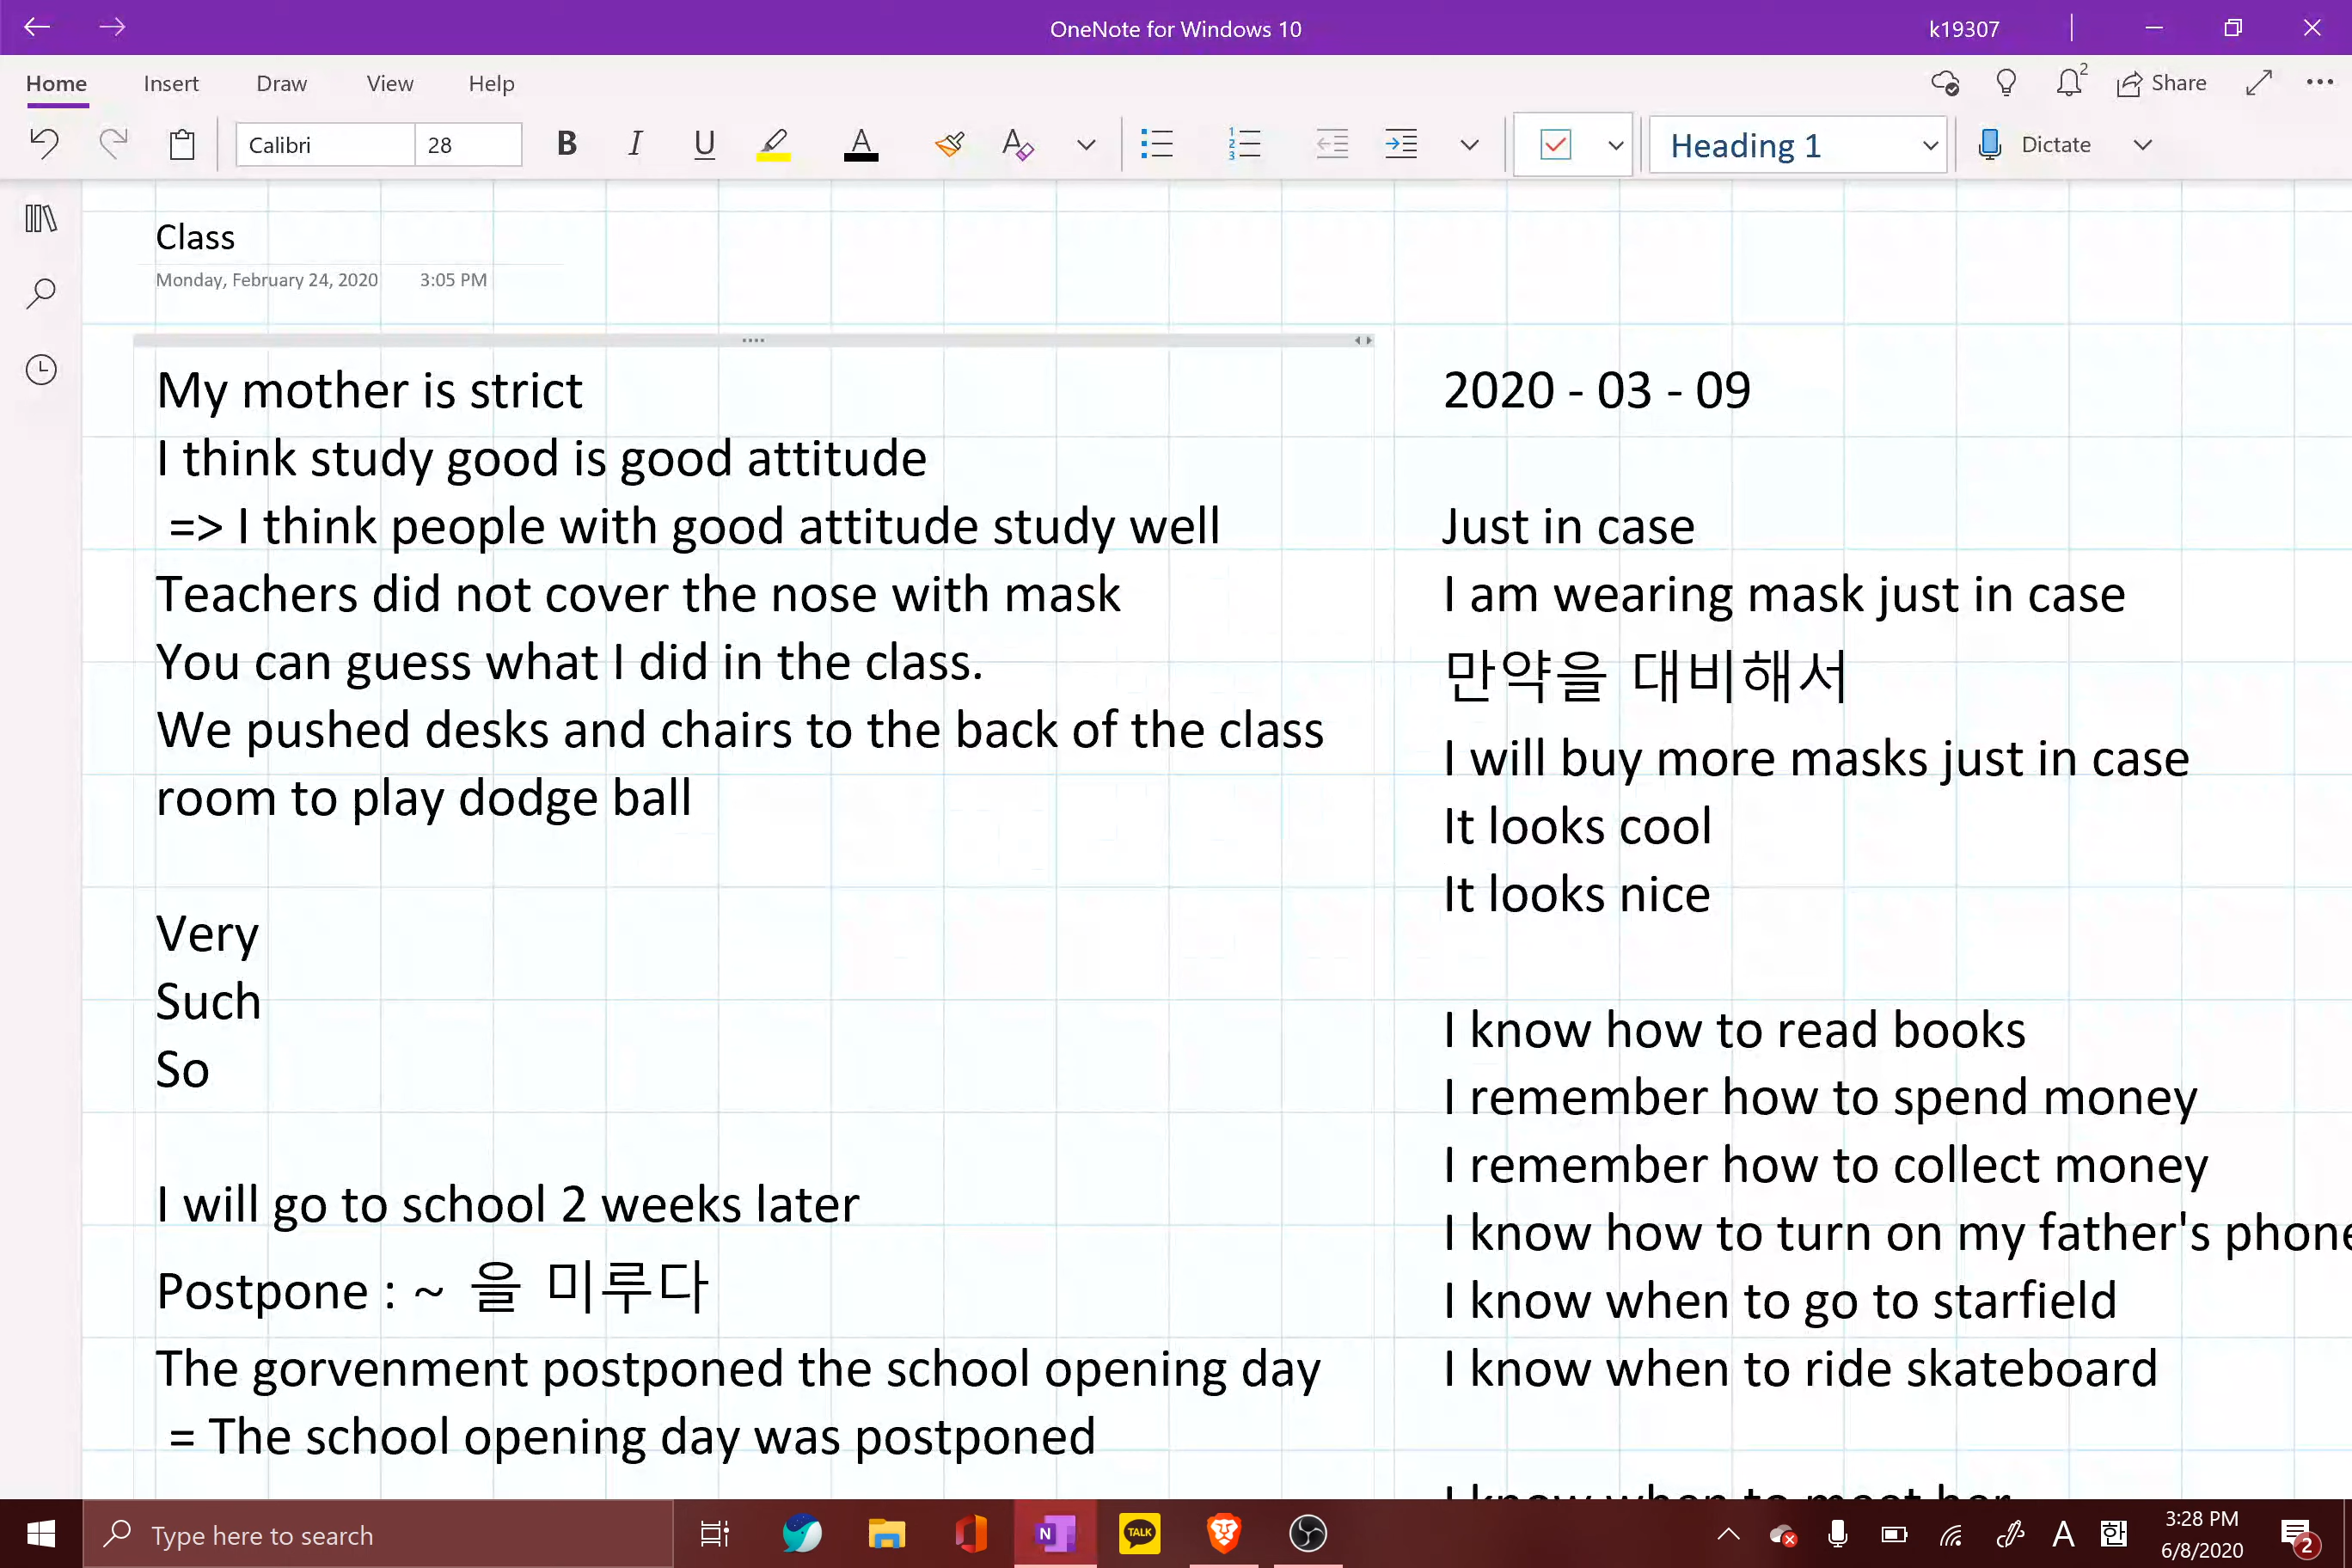 OneNote for Windows 10
k19307
Home
Insert
Draw
View
Help
2
Share
Calibri
28
B
I
U
A
A
Heading 1
Dictate
Class
Monday, February 24, 2020
3:05 PM
My mother is strict
I think study good is good attitude
=> I think people with good attitude study well
Teachers did not cover the nose with mask
You can guess what I did in the class.
We pushed desks and chairs to the back of the class
room to play dodge ball
Very
Such
So
I will go to school 2 weeks later
Postpone : ~ 을 미루다
The gorvenment postponed the school opening day
= The school opening day was postponed
2020 - 03 - 09
Just in case
I am wearing mask just in case
만약을 대비해서
I will buy more masks just in case
It looks cool
It looks nice
I know how to read books
I remember how to spend money
I remember how to collect money
I know how to turn on my father's phone
I know when to go to starfield
I know when to ride skateboard
I know when to meet her
Type here to search
N
TALK
A
한
3:28 PM
6/8/2020
2